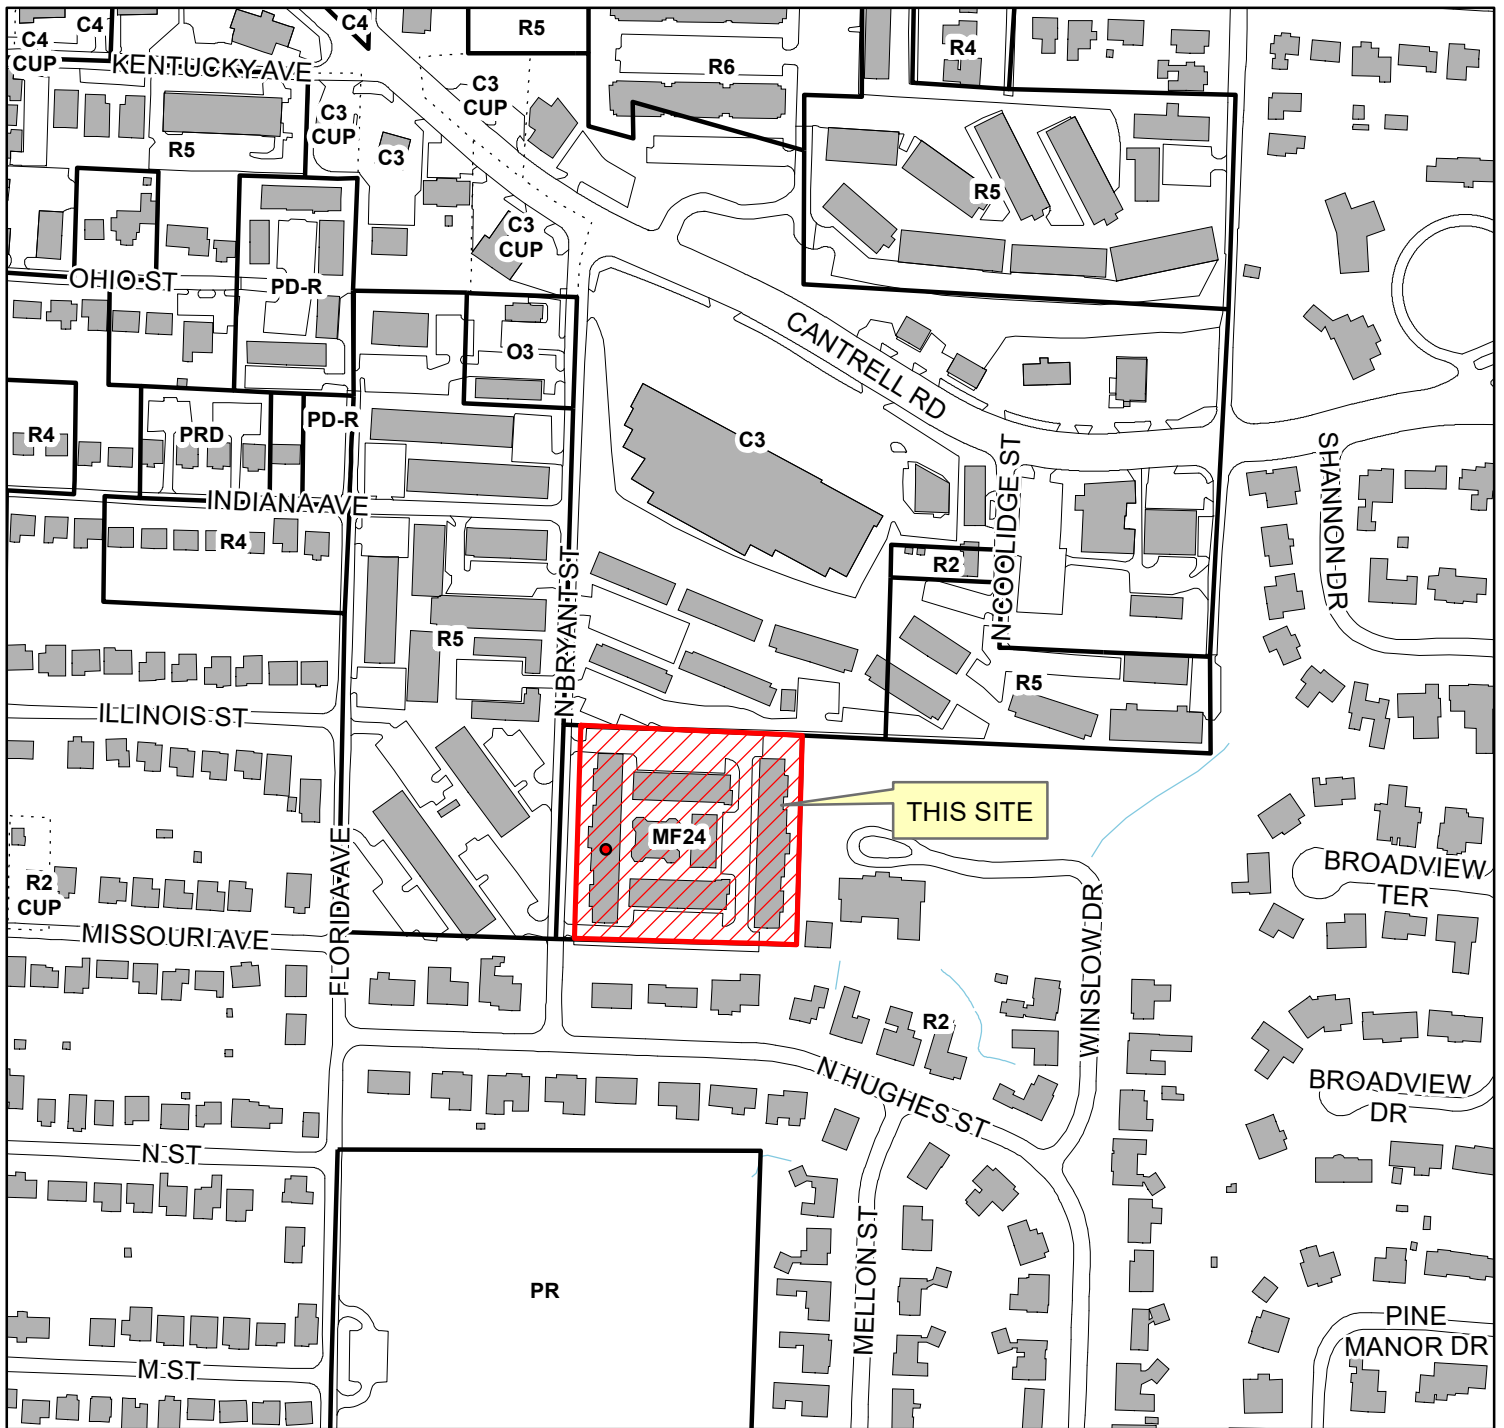 C4
C4
CUP
C4
R5
R4
KENTUCKY AVE
R6
C3
CUP
C3
CUP
R5
C3
R5
C3
CUP
OHIO ST
PD-R
CANTRELL RD
O3
R4
PRD
PD-R
C3
INDIANA AVE
R4
N COOLIDGE ST
SHANNON DR
R2
N BRYANT ST
R5
R5
ILLINOIS ST
THIS SITE
MF24
R2
CUP
FLORIDA AVE
BROADVIEW
TER
MISSOURI AVE
WINSLOW DR
R2
N HUGHES ST
BROADVIEW
DR
N ST
MELLON ST
PR
PINE
MANOR DR
M ST